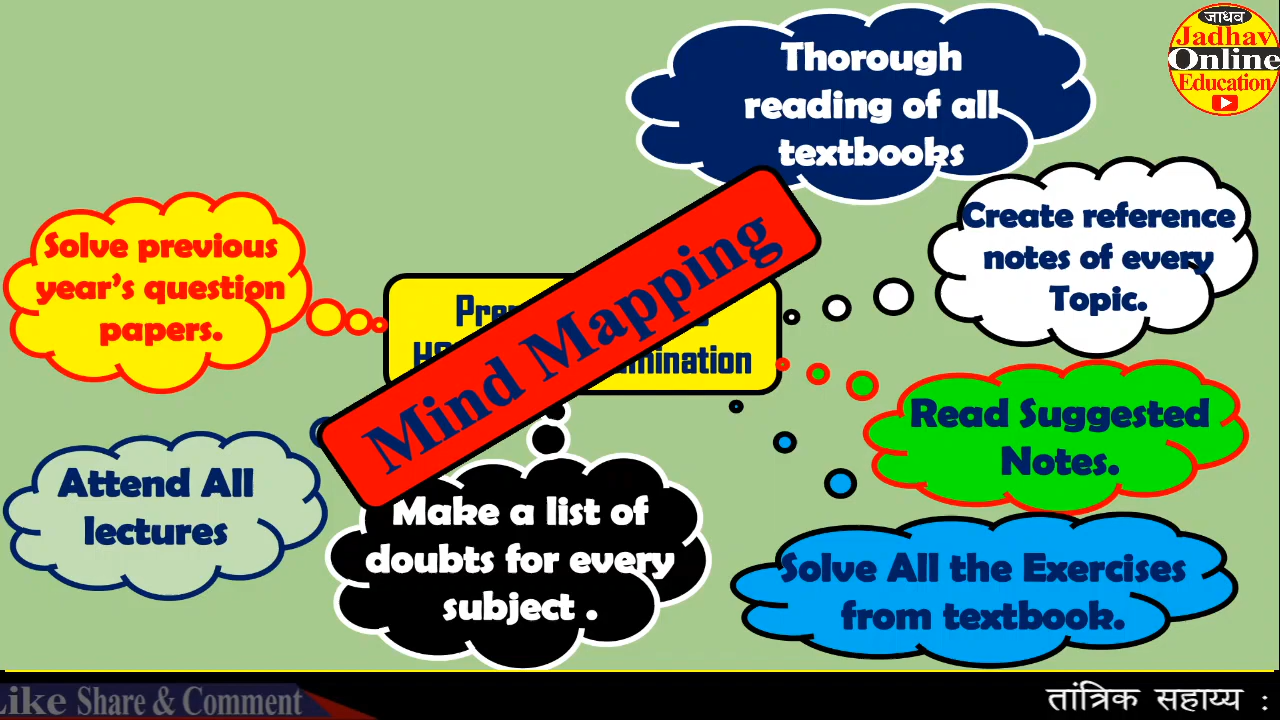 Thorough
reading of all
textbooks
जाधव
Jadhav
Online
Education
Create reference
notes of every
Topic.
Solve previous
year's question
papers.
Mind Mapping
Read Suggested
Notes.
Attend All
lectures
Make a list of
doubts for every
subject .
Solve All the Exercises
from textbook.
Like Share & Comment
तांत्रिक सहाय्य :